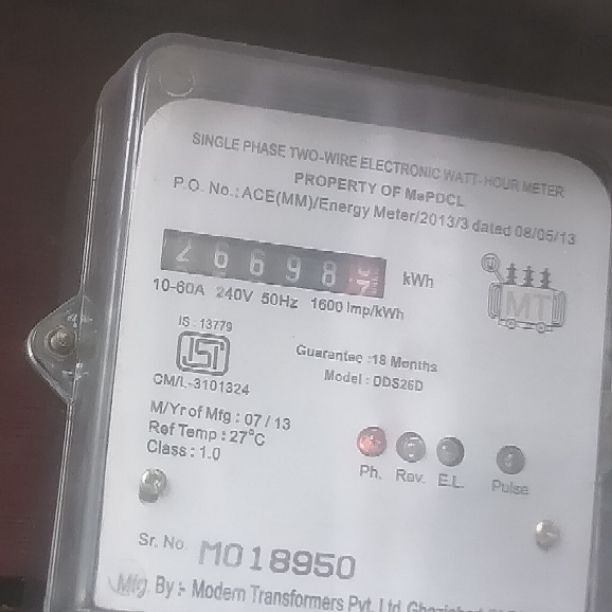 SINGLE PHASE TWO-WIRE ELECTRONIC WATT-HOUR METER
PROPERTY OF MePDCL
P.O. No.: ACE(MM)/Energy Meter/2013/3 dated 08/05/13
26698 kWh
10-60A 240V 50Hz 1600 Imp/kWh
IS : 13779
ISI
CM/L-3101324
Guarantee :18 Months
Model : DDS26D
MT
M/Yr of Mfg : 07 / 13
Ref Temp : 27°C
Class : 1.0
Ph. Rev. E.L. Pulse
Sr. No. M018950
Mfg. By :- Modern Transformers Pvt. Ltd.